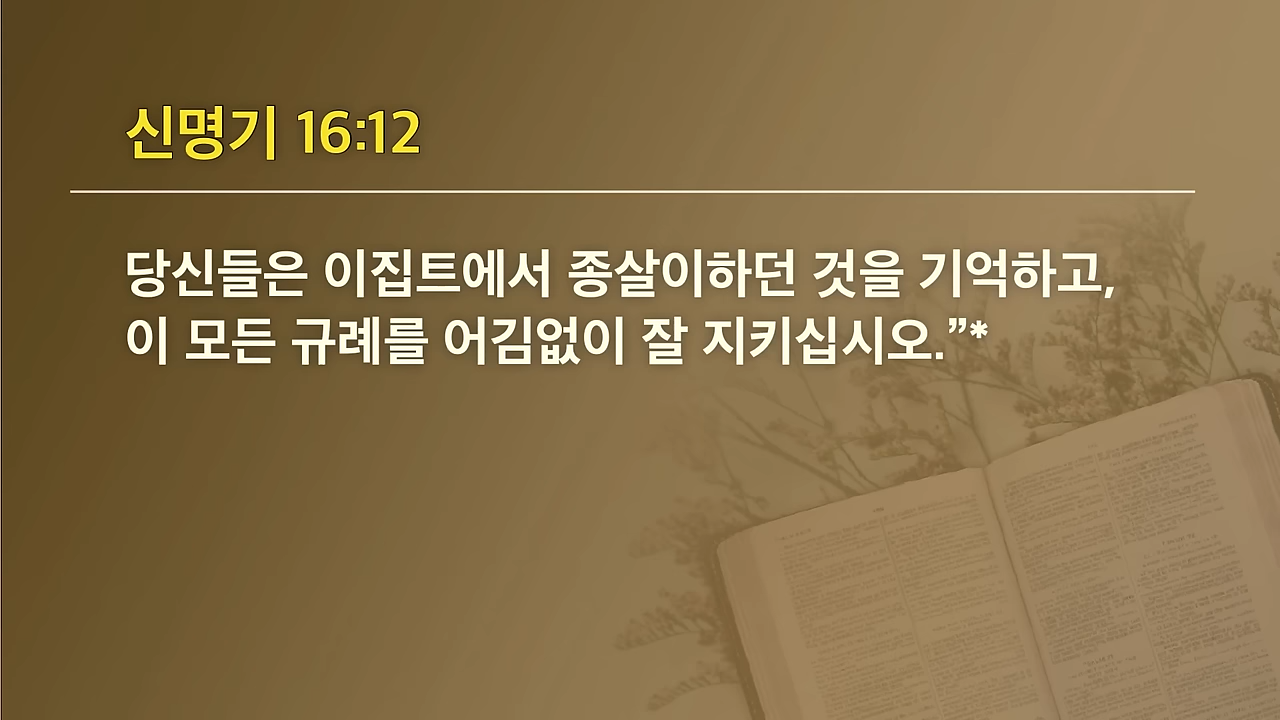 신명기 16:12
당신들은 이집트에서 종살이하던 것을 기억하고,
이 모든 규례를 어김없이 잘 지키십시오.”*